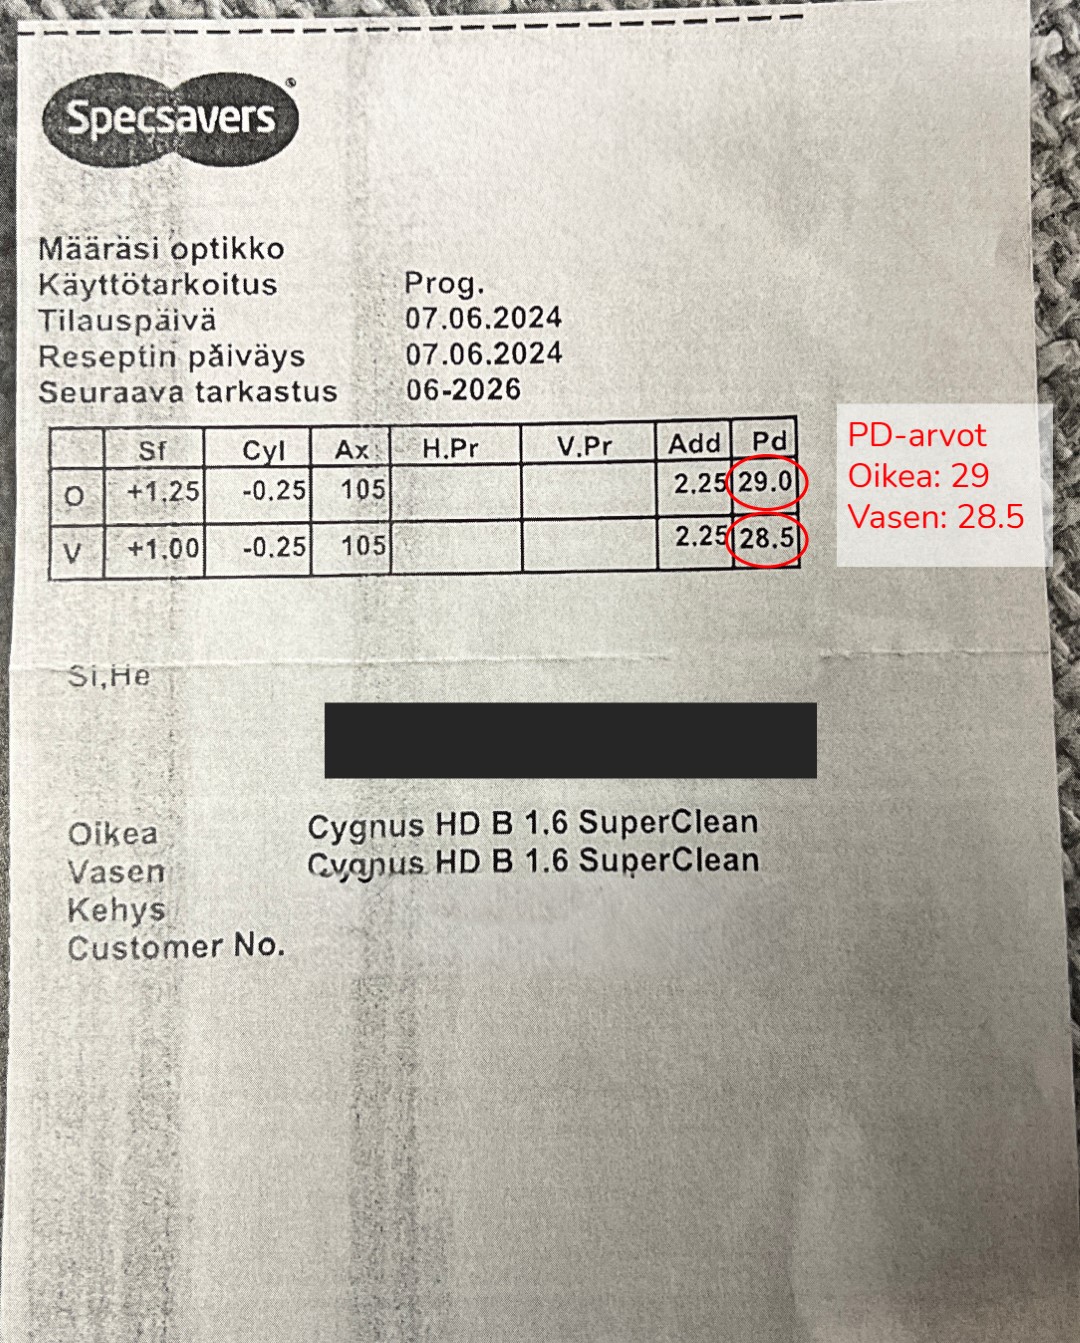 Specsavers®
Määräsi optikko
Käyttötarkoitus Prog.
Tilauspäivä 07.06.2024
Reseptin päiväys 07.06.2024
Seuraava tarkastus 06-2026
Sf Cyl Ax H.Pr V.Pr Add Pd
O +1.25 -0.25 105 2.25 29.0
V +1.00 -0.25 105 2.25 28.5
PD-arvot
Oikea: 29
Vasen: 28.5
Si,He
Oikea Cygnus HD B 1.6 SuperClean
Vasen Cygnus HD B 1.6 SuperClean
Kehys
Customer No.